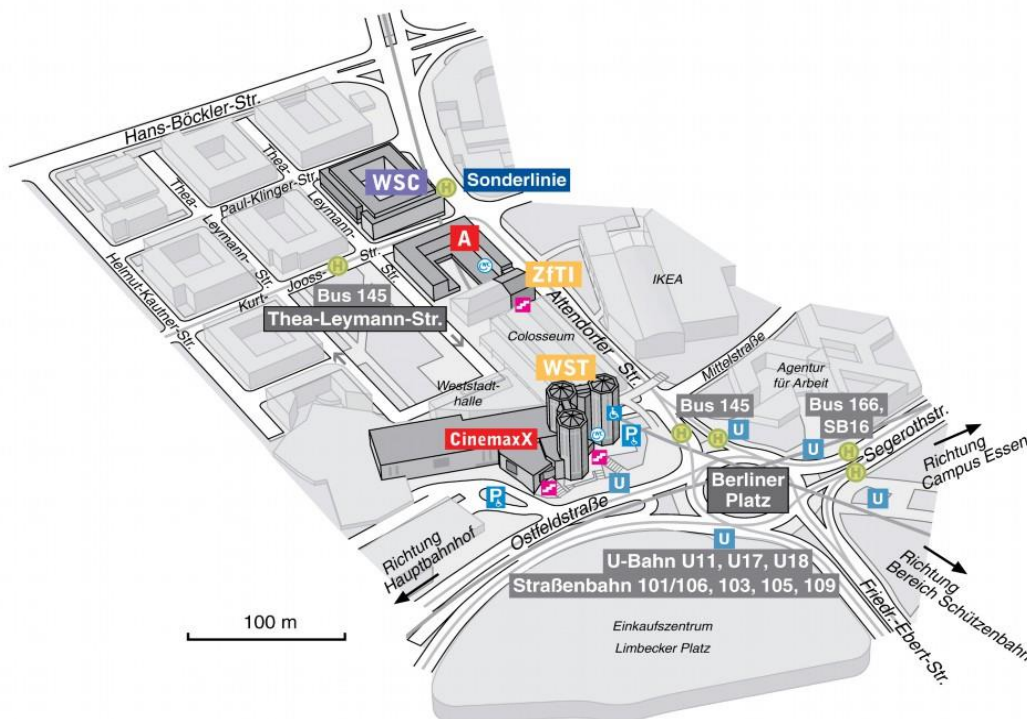 Hans-Böckler-Str.
Thea-
Leymann-
Str.
Paul-Klinger-Str.
Thea-
Leymann-
Str.
WSC
H
Sonderlinie
A
ZfTI
IKEA
Helmut-Kautner-Str.
Kurt-
Jooss-
Str.
H
Bus 145
Thea-Leymann-Str.
Colosseum
Altendorfer Str.
Mittelstraße
Agentur
für Arbeit
WST
Weststadt-
halle
CinemaxX
P
Bus 145
H
H
U
Bus 166,
SB16
U
H
H
Segerothstr.
Richtung
Campus Essen
Berliner
Platz
U
P
U
Ostfeldstraße
Richtung
Hauptbahnhof
U
U-Bahn U11, U17, U18
Straßenbahn 101/106, 103, 105, 109
Richtung
Bereich Schützenbahn
Friedr.-Ebert-Str.
100 m
Einkaufszentrum
Limbecker Platz